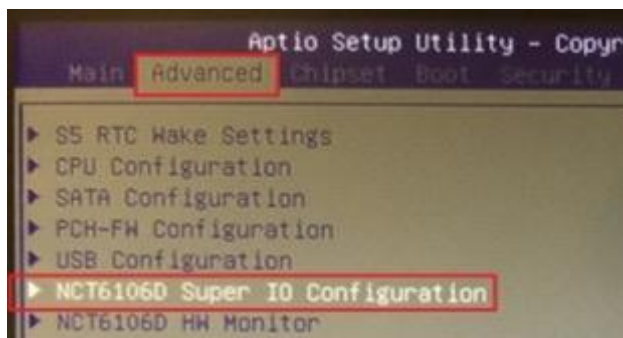 Aptio Setup Utility - Copyr
Main Advanced Chipset Boot Security
S5 RTC Wake Settings
CPU Configuration
SATA Configuration
PCH-FW Configuration
USB Configuration
NCT6106D Super IO Configuration
NCT6106D HW Monitor